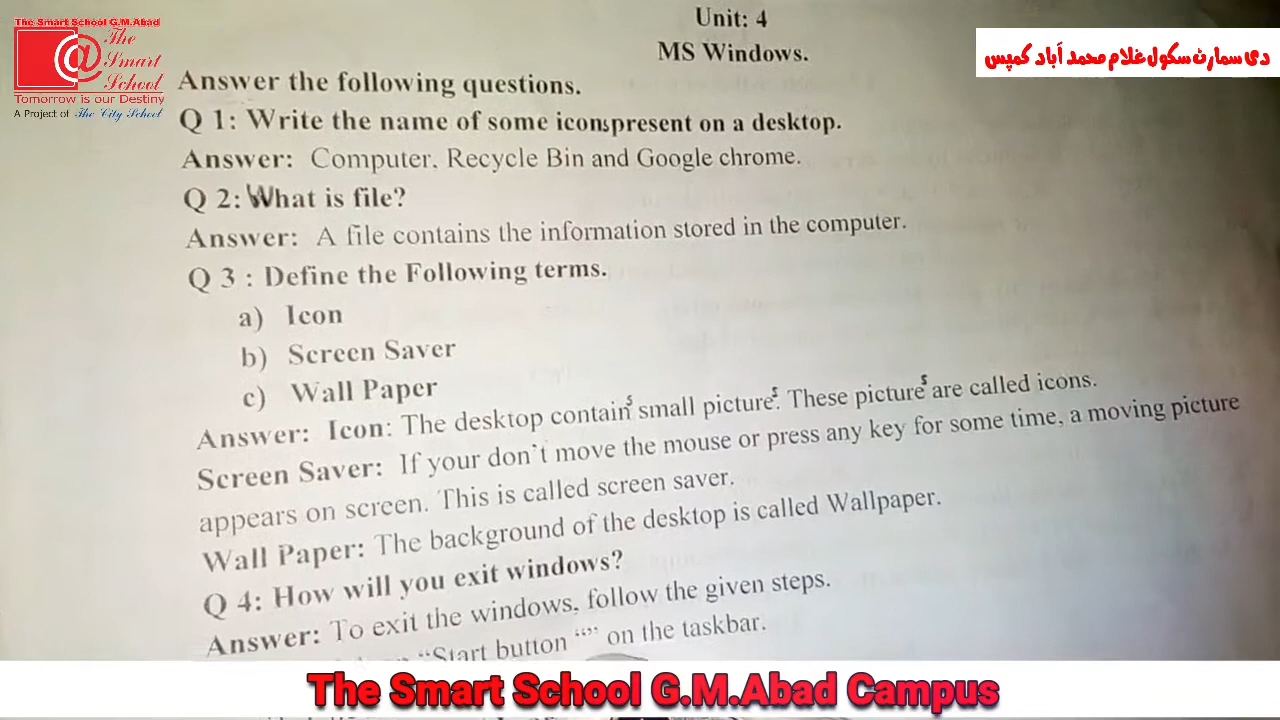 The Smart School G.M.Abad
The
Smart
School
Tomorrow is our Destiny
A Project of The City School
دی سمارٹ سکول غلام محمد آباد کمپس
Unit: 4
MS Windows.
Answer the following questions.
Q 1: Write the name of some icons present on a desktop.
Answer: Computer, Recycle Bin and Google chrome.
Q 2: What is file?
Answer: A file contains the information stored in the computer.
Q 3 : Define the Following terms.
a) Icon
b) Screen Saver
c) Wall Paper
Answer: Icon: The desktop contains small pictures. These pictures are called icons.
Screen Saver: If your don't move the mouse or press any key for some time, a moving picture
appears on screen. This is called screen saver.
Wall Paper: The background of the desktop is called Wallpaper.
Q 4: How will you exit windows?
Answer: To exit the windows, follow the given steps.
"Start button "" on the taskbar.
The Smart School G.M.Abad Campus